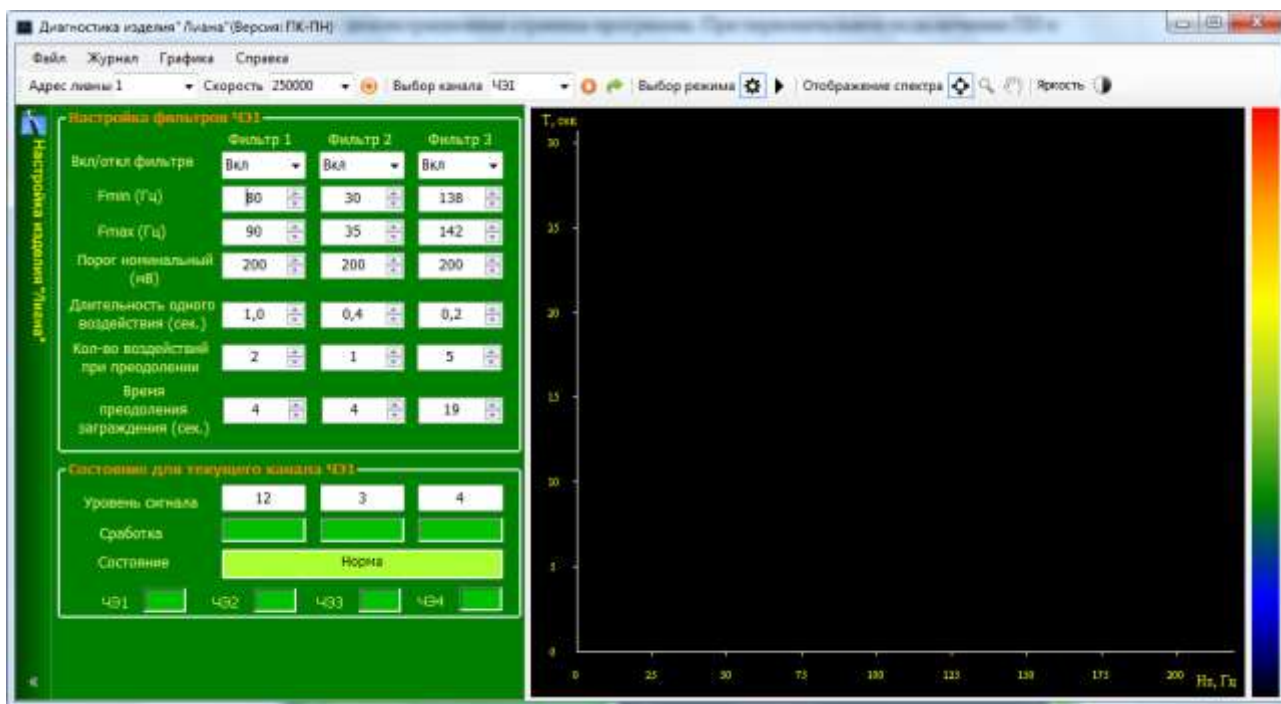 Диагностика изделия" Лиана"(Версия: ПК-ПН)
Файл Журнал Графика Справка
Адрес лианы 1 Скорость 250000 Выбор канала ЧЭ1 Выбор режима Отображение спектра Яркость
Настройка изделия "Лиана"
Настройка фильтров ЧЭ1
Фильтр 1 Фильтр 2 Фильтр 3
Вкл/откл фильтра Вкл Вкл Вкл
Fmin (Гц) 80 30 138
Fmax (Гц) 90 35 142
Порог номинальный
(мВ) 200 200 200
Длительность одного
воздействия (сек.) 1,0 0,4 0,2
Кол-во воздействий
при преодолении 2 1 5
Время
преодоления
заграждения (сек.) 4 4 19
Состояние для текущего канала ЧЭ1
Уровень сигнала 12 3 4
Сработка
Состояние Норма
ЧЭ1 ЧЭ2 ЧЭ3 ЧЭ4
«
T, сек
30
25
20
15
10
5
0
0 25 50 75 100 125 150 175 200 Hz, Гц